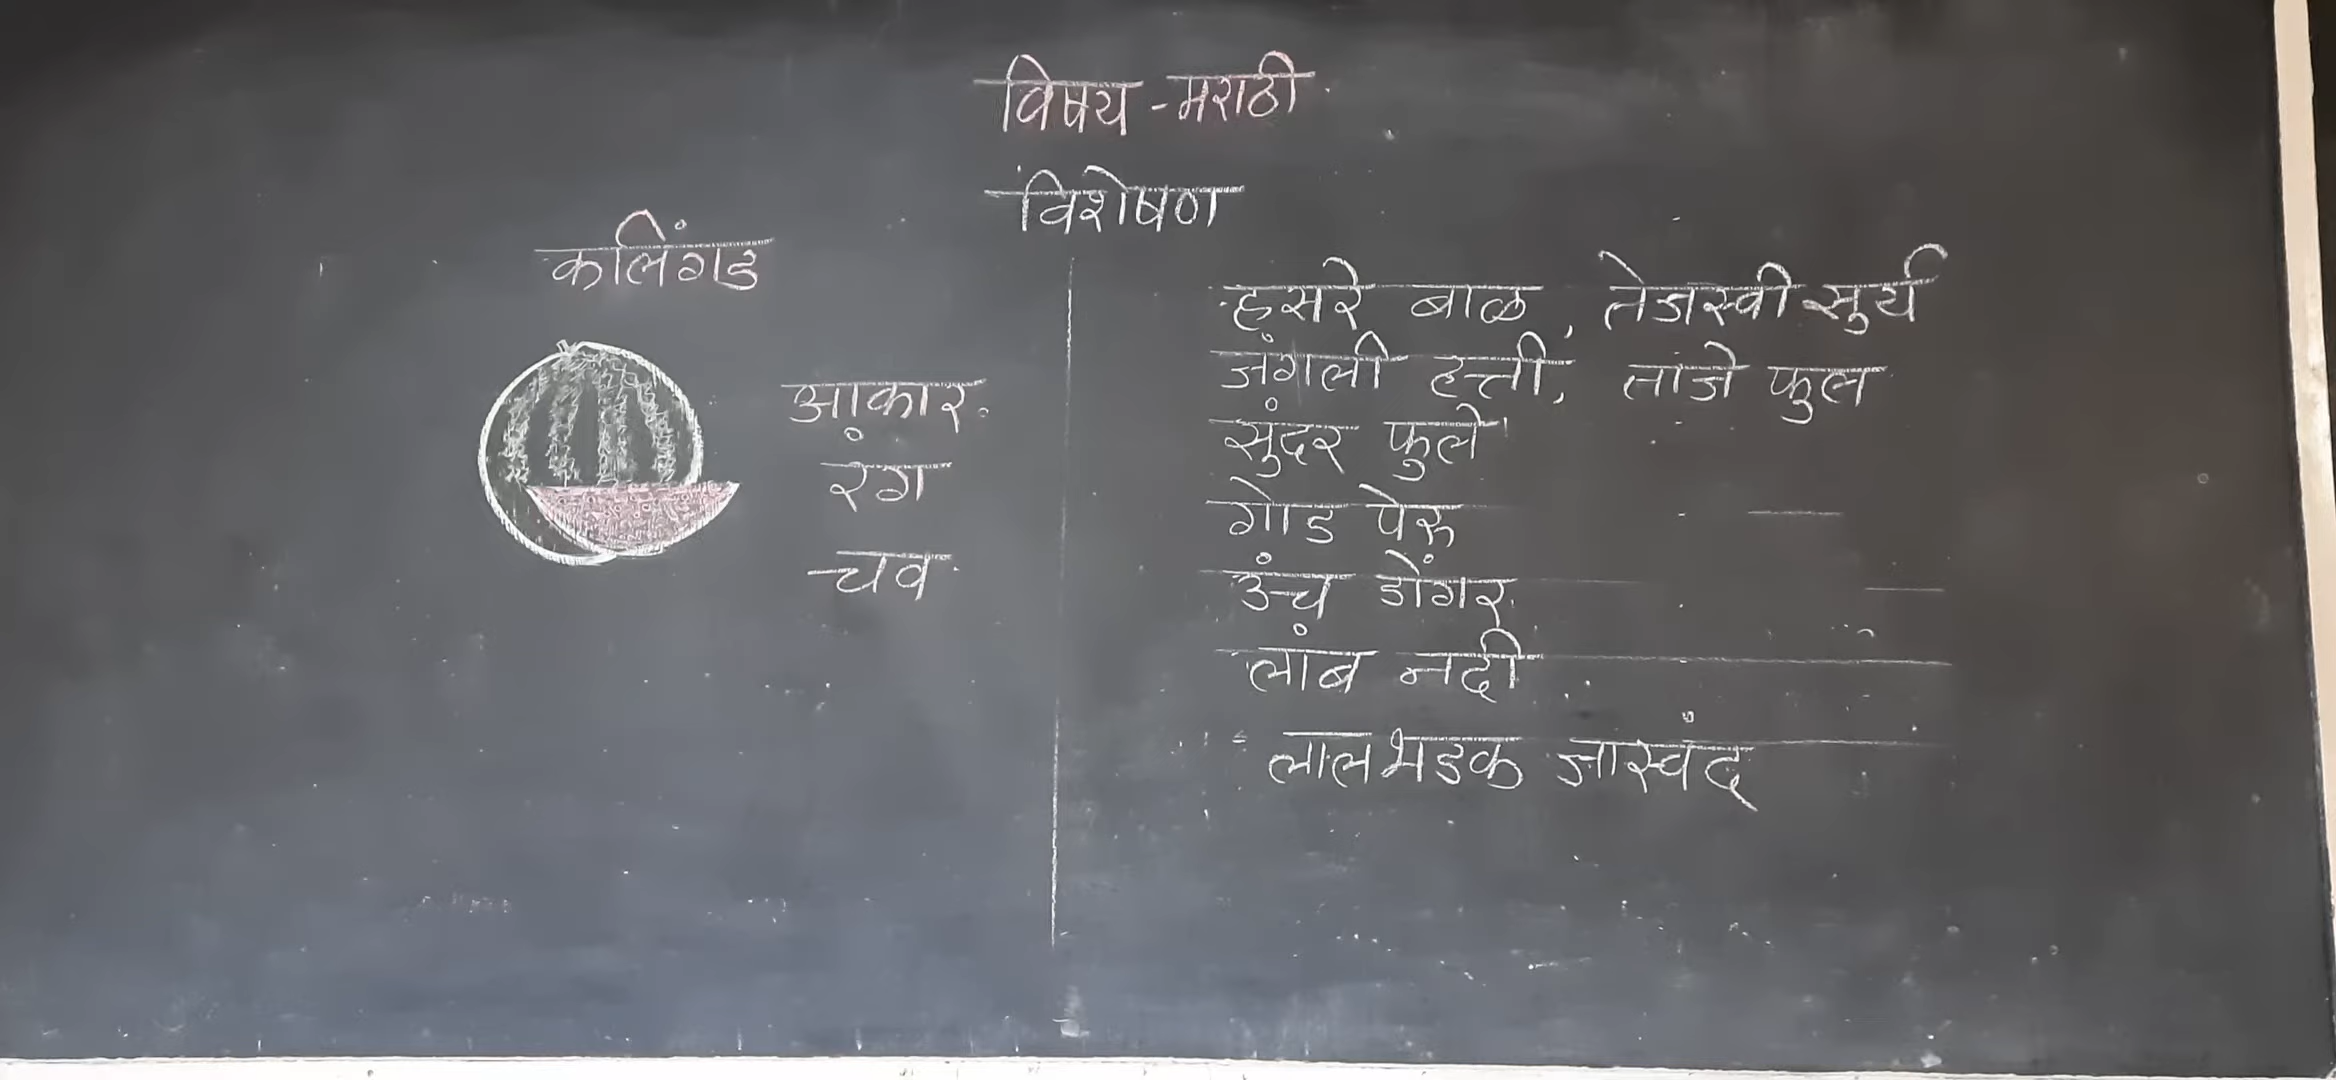 विषय - मराठी
विशेषण
कलिंगड
आकार
रंग
चव
हसरे बाळ, तेजस्वी सुर्य
जंगली हत्ती, ताजे फुल
सुंदर फुले
गोड पेरु
उंच डोंगर
लांब नदी
लालभडक जास्वंद